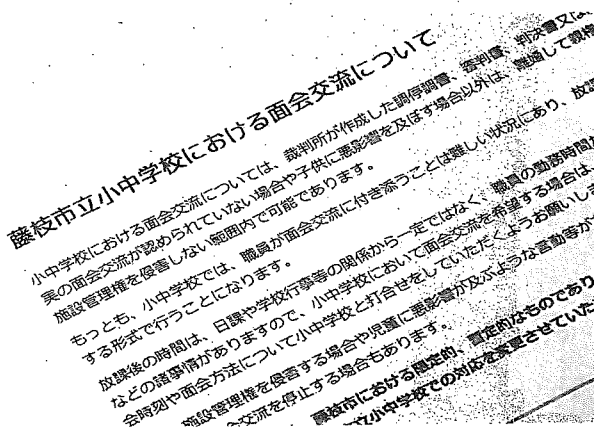 藤枝市立小中学校における面会交流について
小中学校における面会交流については、裁判所が作成した調停調書、審判書、判決書又は
実の面会交流が認められていない場合や子供に悪影響を及ぼす場合以外は、離婚して親権
施設管理権を侵害しない範囲内で可能であります。
もっとも、小中学校では、職員が面会交流に付き添うことは難しい状況にあり、放課
する形式で行うことになります。
放課後の時間は、日課や学校行事等の関係から一定ではなく、職員の勤務時間
などの諸事情がありますので、小中学校において面会交流を希望する場合は、
会時刻や面会方法について小中学校と打合せをしていただくようお願いしま
施設管理権を侵害する場合や児童に悪影響が及ぶような言動等が
会交流を停止する場合もあります。
藤枝市における限定的、暫定的なものであり
立小中学校での対応を変更させていた